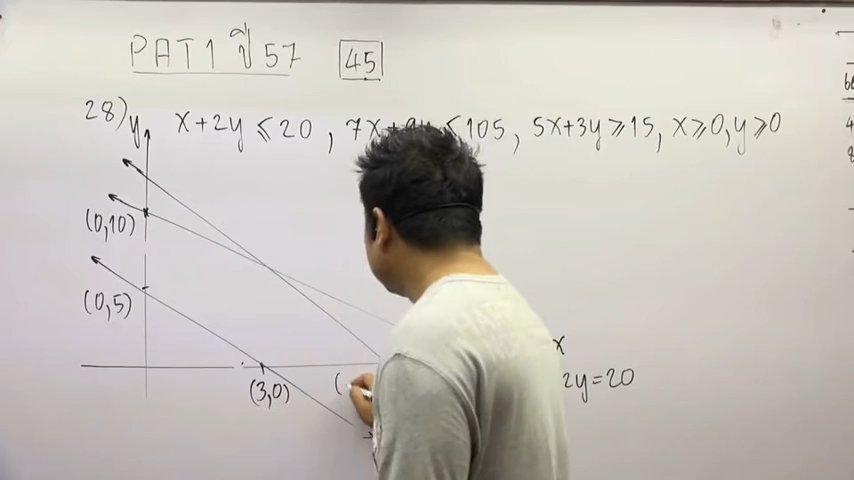 PAT 1 ปี 57 45
28) x+2y ≤ 20 , 7x+9y ≤ 105, 5x+3y ≥ 15, x ≥ 0, y ≥ 0
y
(0,10)
(0,5)
x
(3,0) ( 2y=20